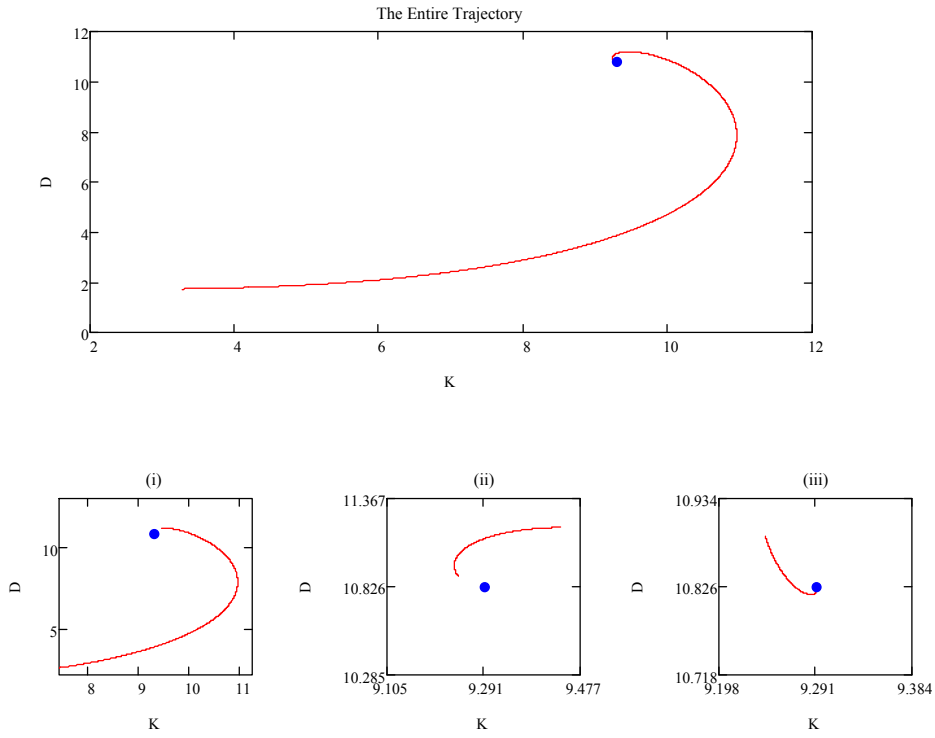 The Entire Trajectory
12
10
8
6
4
2
0
D
2 4 6 8 10 12
K
(i)
10
5
D
8 9 10 11
K
(ii)
11.367
10.826
10.285
D
9.105 9.291 9.477
K
(iii)
10.934
10.826
10.718
D
9.198 9.291 9.384
K